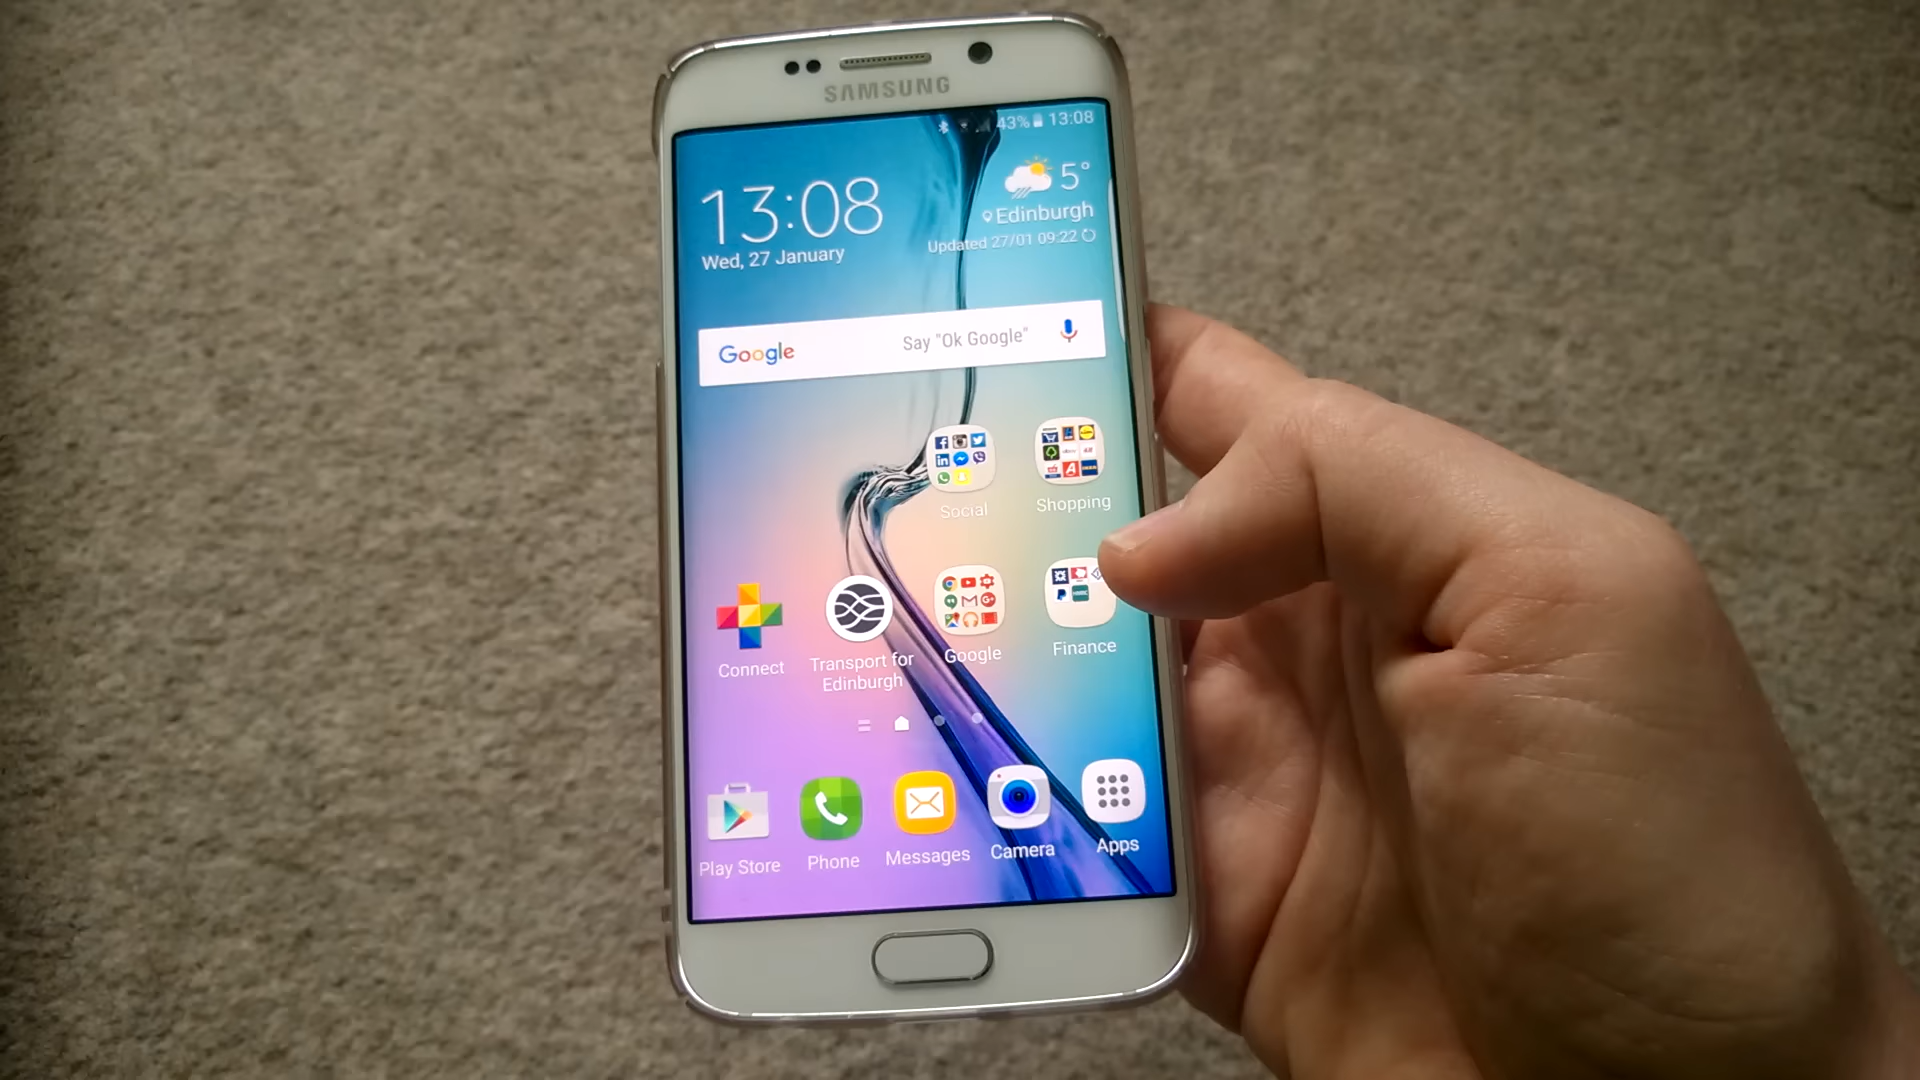 SAMSUNG
43% 13:08
13:08
Wed, 27 January
5°
Edinburgh
Updated 27/01 09:22
Google
Say "Ok Google"
Social
Shopping
Connect
Transport for
Edinburgh
Google
Finance
Play Store
Phone
Messages
Camera
Apps